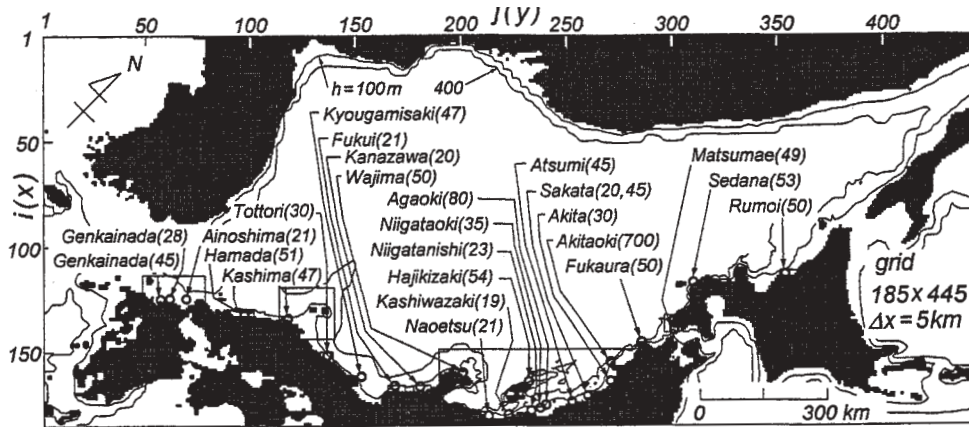 j(y)
1 50 100 150 200 250 300 350 400
1
50
100
150
i(x)
N
h=100m 400
Kyougamisaki(47)
Fukui(21)
Kanazawa(20)
Wajima(50)
Tottori(30)
Genkainada(28)
Ainoshima(21)
Genkainada(45)
Hamada(51)
Kashima(47)
Atsumi(45)
Agaoki(80)
Sakata(20,45)
Niigataoki(35)
Akita(30)
Niigatanishi(23)
Akitaoki(700)
Hajikizaki(54)
Fukaura(50)
Kashiwazaki(19)
Naoetsu(21)
Matsumae(49)
Sedana(53)
Rumoi(50)
grid
185x445
Δx=5km
0 300 km